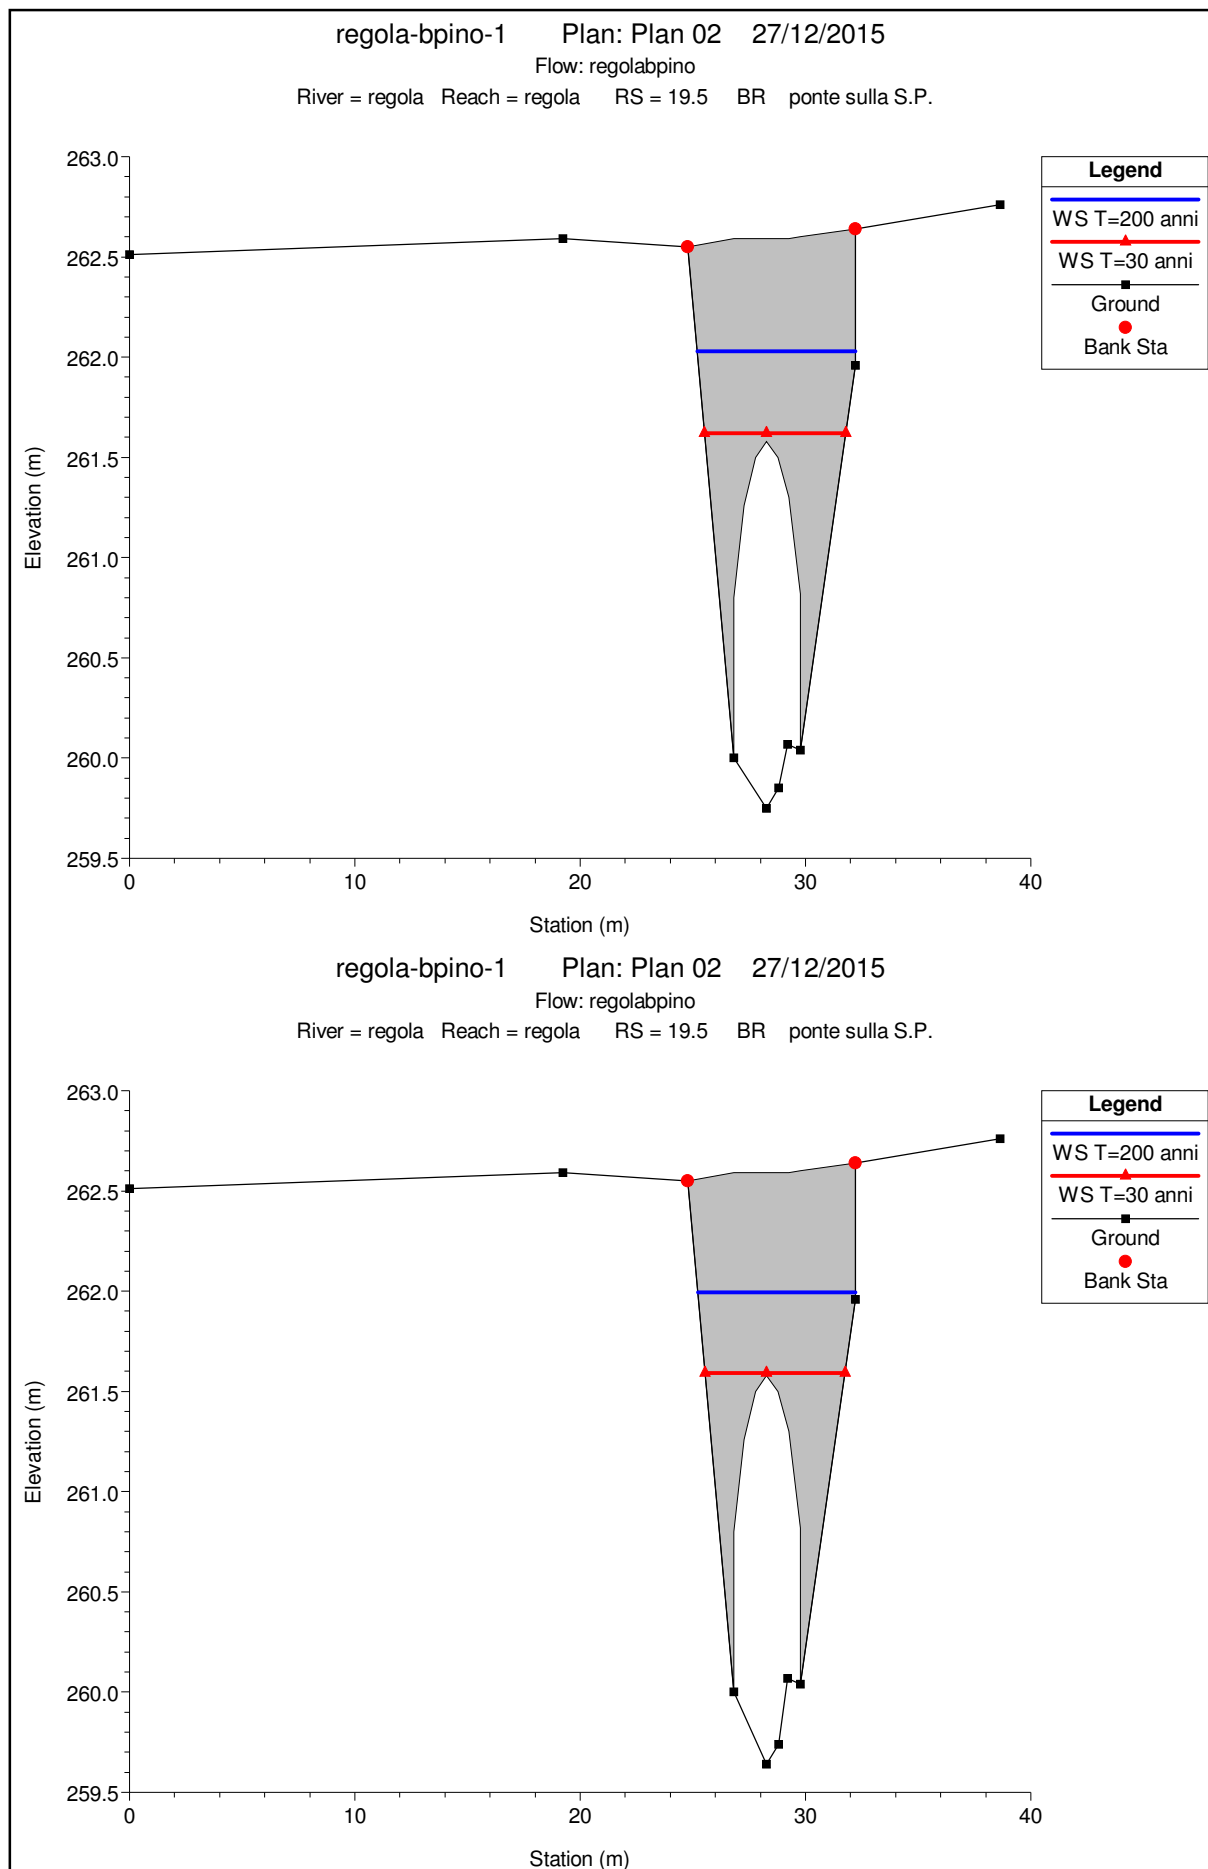 regola-bpino-1 Plan: Plan 02 27/12/2015
Flow: regolabpino
River = regola Reach = regola RS = 19.5 BR ponte sulla S.P.
263.0
262.5
262.0
261.5
261.0
260.5
260.0
259.5
Elevation (m)
0 10 20 30 40
Station (m)
Legend
WS T=200 anni
WS T=30 anni
Ground
Bank Sta
regola-bpino-1 Plan: Plan 02 27/12/2015
Flow: regolabpino
River = regola Reach = regola RS = 19.5 BR ponte sulla S.P.
263.0
262.5
262.0
261.5
261.0
260.5
260.0
259.5
Elevation (m)
0 10 20 30 40
Station (m)
Legend
WS T=200 anni
WS T=30 anni
Ground
Bank Sta